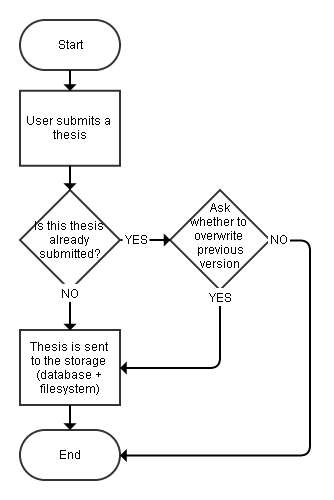 Start
User submits a
thesis
Is this thesis
already
submitted?
YES
Ask
whether to
overwrite
previous
version
NO
NO
YES
Thesis is sent
to the storage
(database +
filesystem)
End